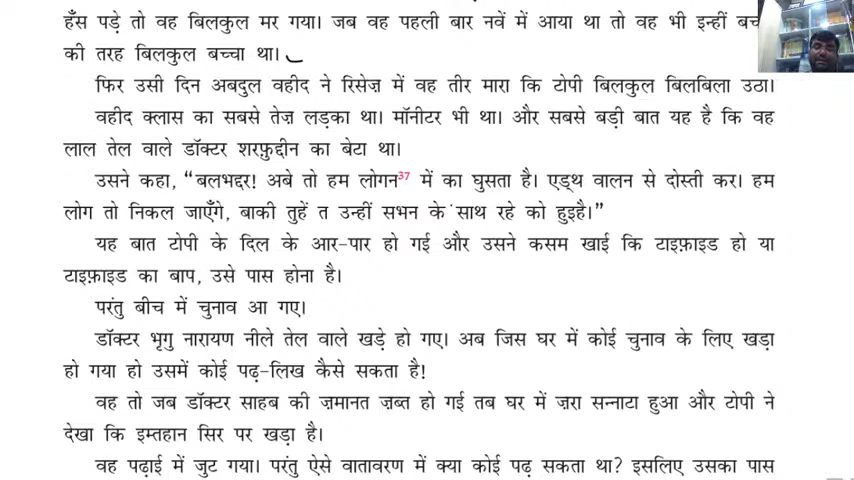 हँस पड़े तो वह बिलकुल मर गया। जब वह पहली बार नवें में आया था तो वह भी इन्हीं
की तरह बिलकुल बच्चा था।
फिर उसी दिन अबदुल वहीद ने रिसेज़ में वह तीर मारा कि टोपी बिलकुल बिलबिला उठा।
वहीद क्लास का सबसे तेज़ लड़का था। मॉनीटर भी था। और सबसे बड़ी बात यह है कि वह
लाल तेल वाले डॉक्टर शरफ़ुद्दीन का बेटा था।
उसने कहा, “बलभद्दर! अबे तो हम लोगन37 में का घुसता है। एड्थ वालन से दोस्ती कर। हम
लोग तो निकल जाएँगे, बाकी तुहें त उन्हीं सभन के साथ रहे को हुइहै।”
यह बात टोपी के दिल के आर-पार हो गई और उसने कसम खाई कि टाइफ़ाइड हो या
टाइफ़ाइड का बाप, उसे पास होना है।
परंतु बीच में चुनाव आ गए।
डॉक्टर भृगु नारायण नीले तेल वाले खड़े हो गए। अब जिस घर में कोई चुनाव के लिए खड़ा
हो गया हो उसमें कोई पढ़-लिख कैसे सकता है!
वह तो जब डॉक्टर साहब की ज़मानत ज़ब्त हो गई तब घर में ज़रा सन्नाटा हुआ और टोपी ने
देखा कि इम्तहान सिर पर खड़ा है।
वह पढ़ाई में जुट गया। परंतु ऐसे वातावरण में क्या कोई पढ़ सकता था? इसलिए उसका पास